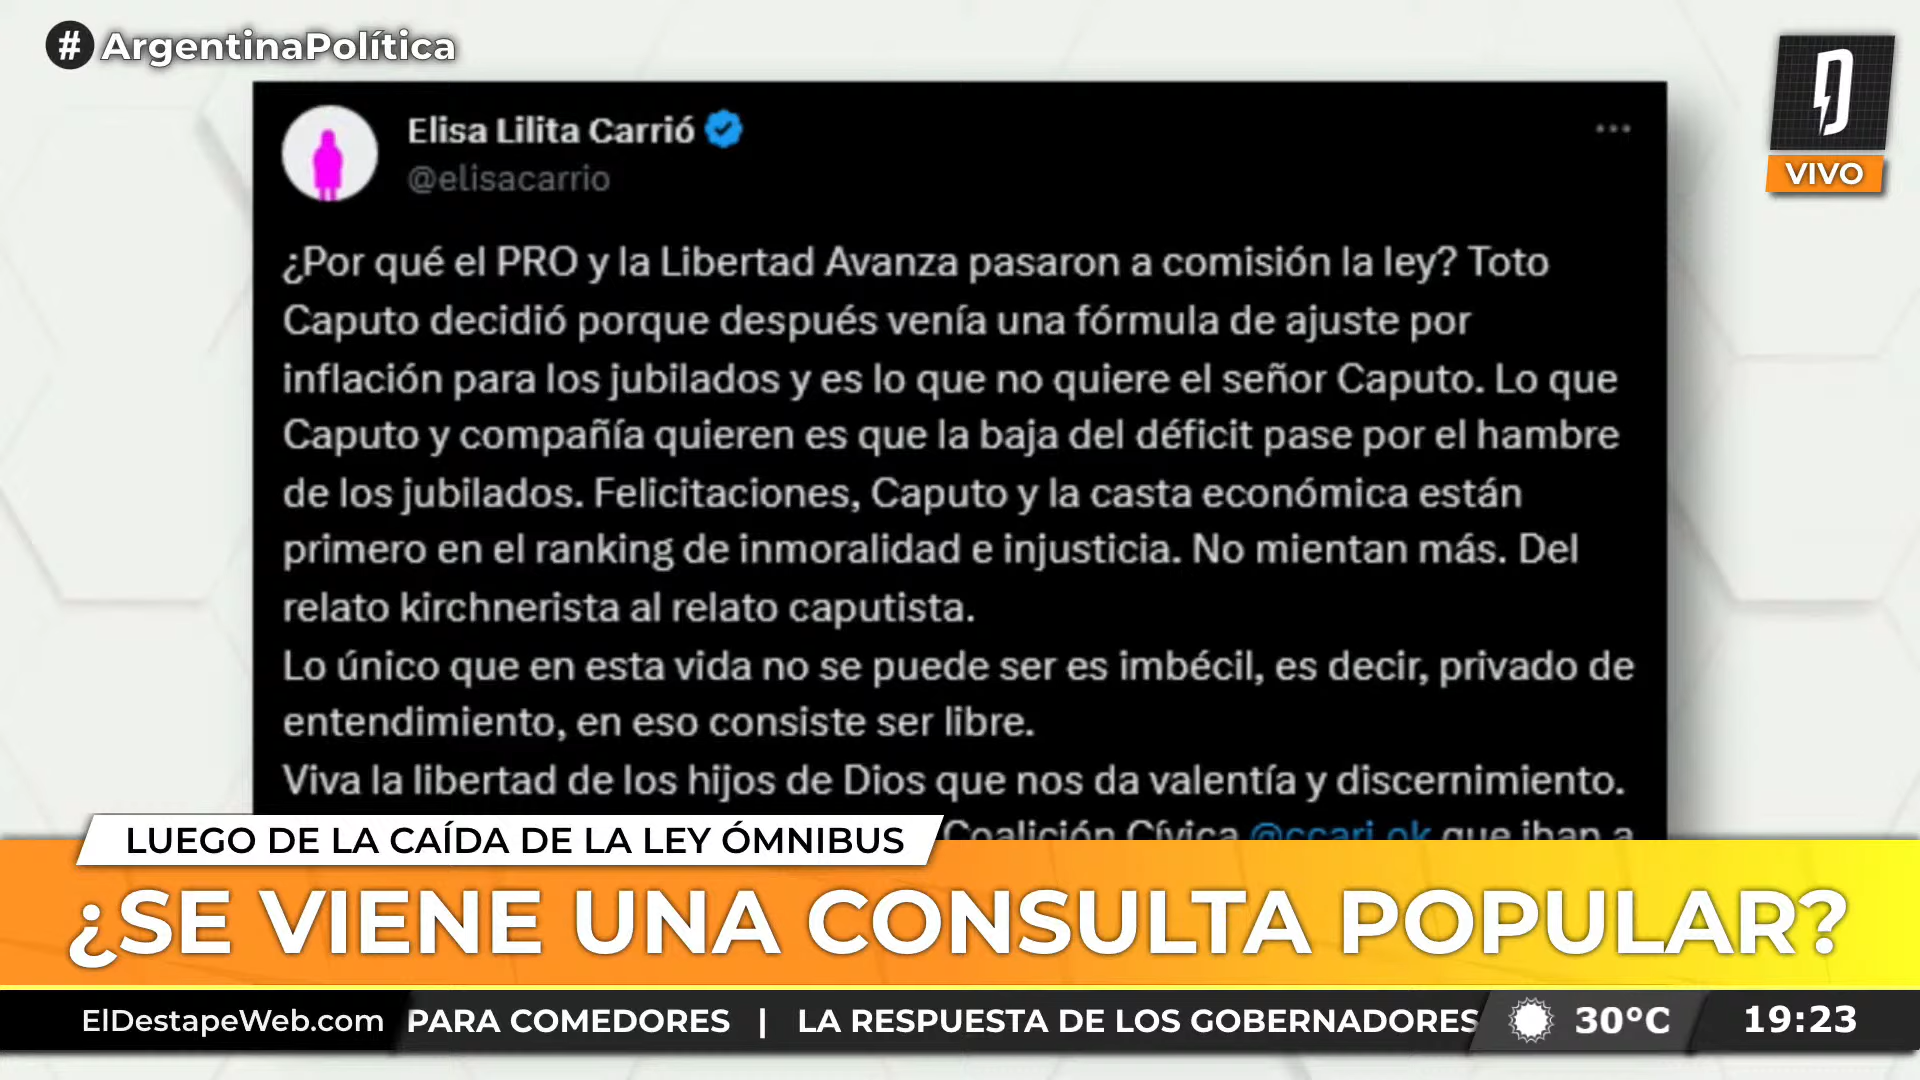 #ArgentinaPolítica
VIVO
Elisa Lilita Carrió
@elisacarrio
¿Por qué el PRO y la Libertad Avanza pasaron a comisión la ley? Toto
Caputo decidió porque después venía una fórmula de ajuste por
inflación para los jubilados y es lo que no quiere el señor Caputo. Lo que
Caputo y compañía quieren es que la baja del déficit pase por el hambre
de los jubilados. Felicitaciones, Caputo y la casta económica están
primero en el ranking de inmoralidad e injusticia. No mientan más. Del
relato kirchnerista al relato caputista.
Lo único que en esta vida no se puede ser es imbécil, es decir, privado de
entendimiento, en eso consiste ser libre.
Viva la libertad de los hijos de Dios que nos da valentía y discernimiento.
Coalición Cívica @ccari.ok que iban a
LUEGO DE LA CAÍDA DE LA LEY ÓMNIBUS
¿SE VIENE UNA CONSULTA POPULAR?
ElDestapeWeb.com PARA COMEDORES | LA RESPUESTA DE LOS GOBERNADORES 30°C 19:23